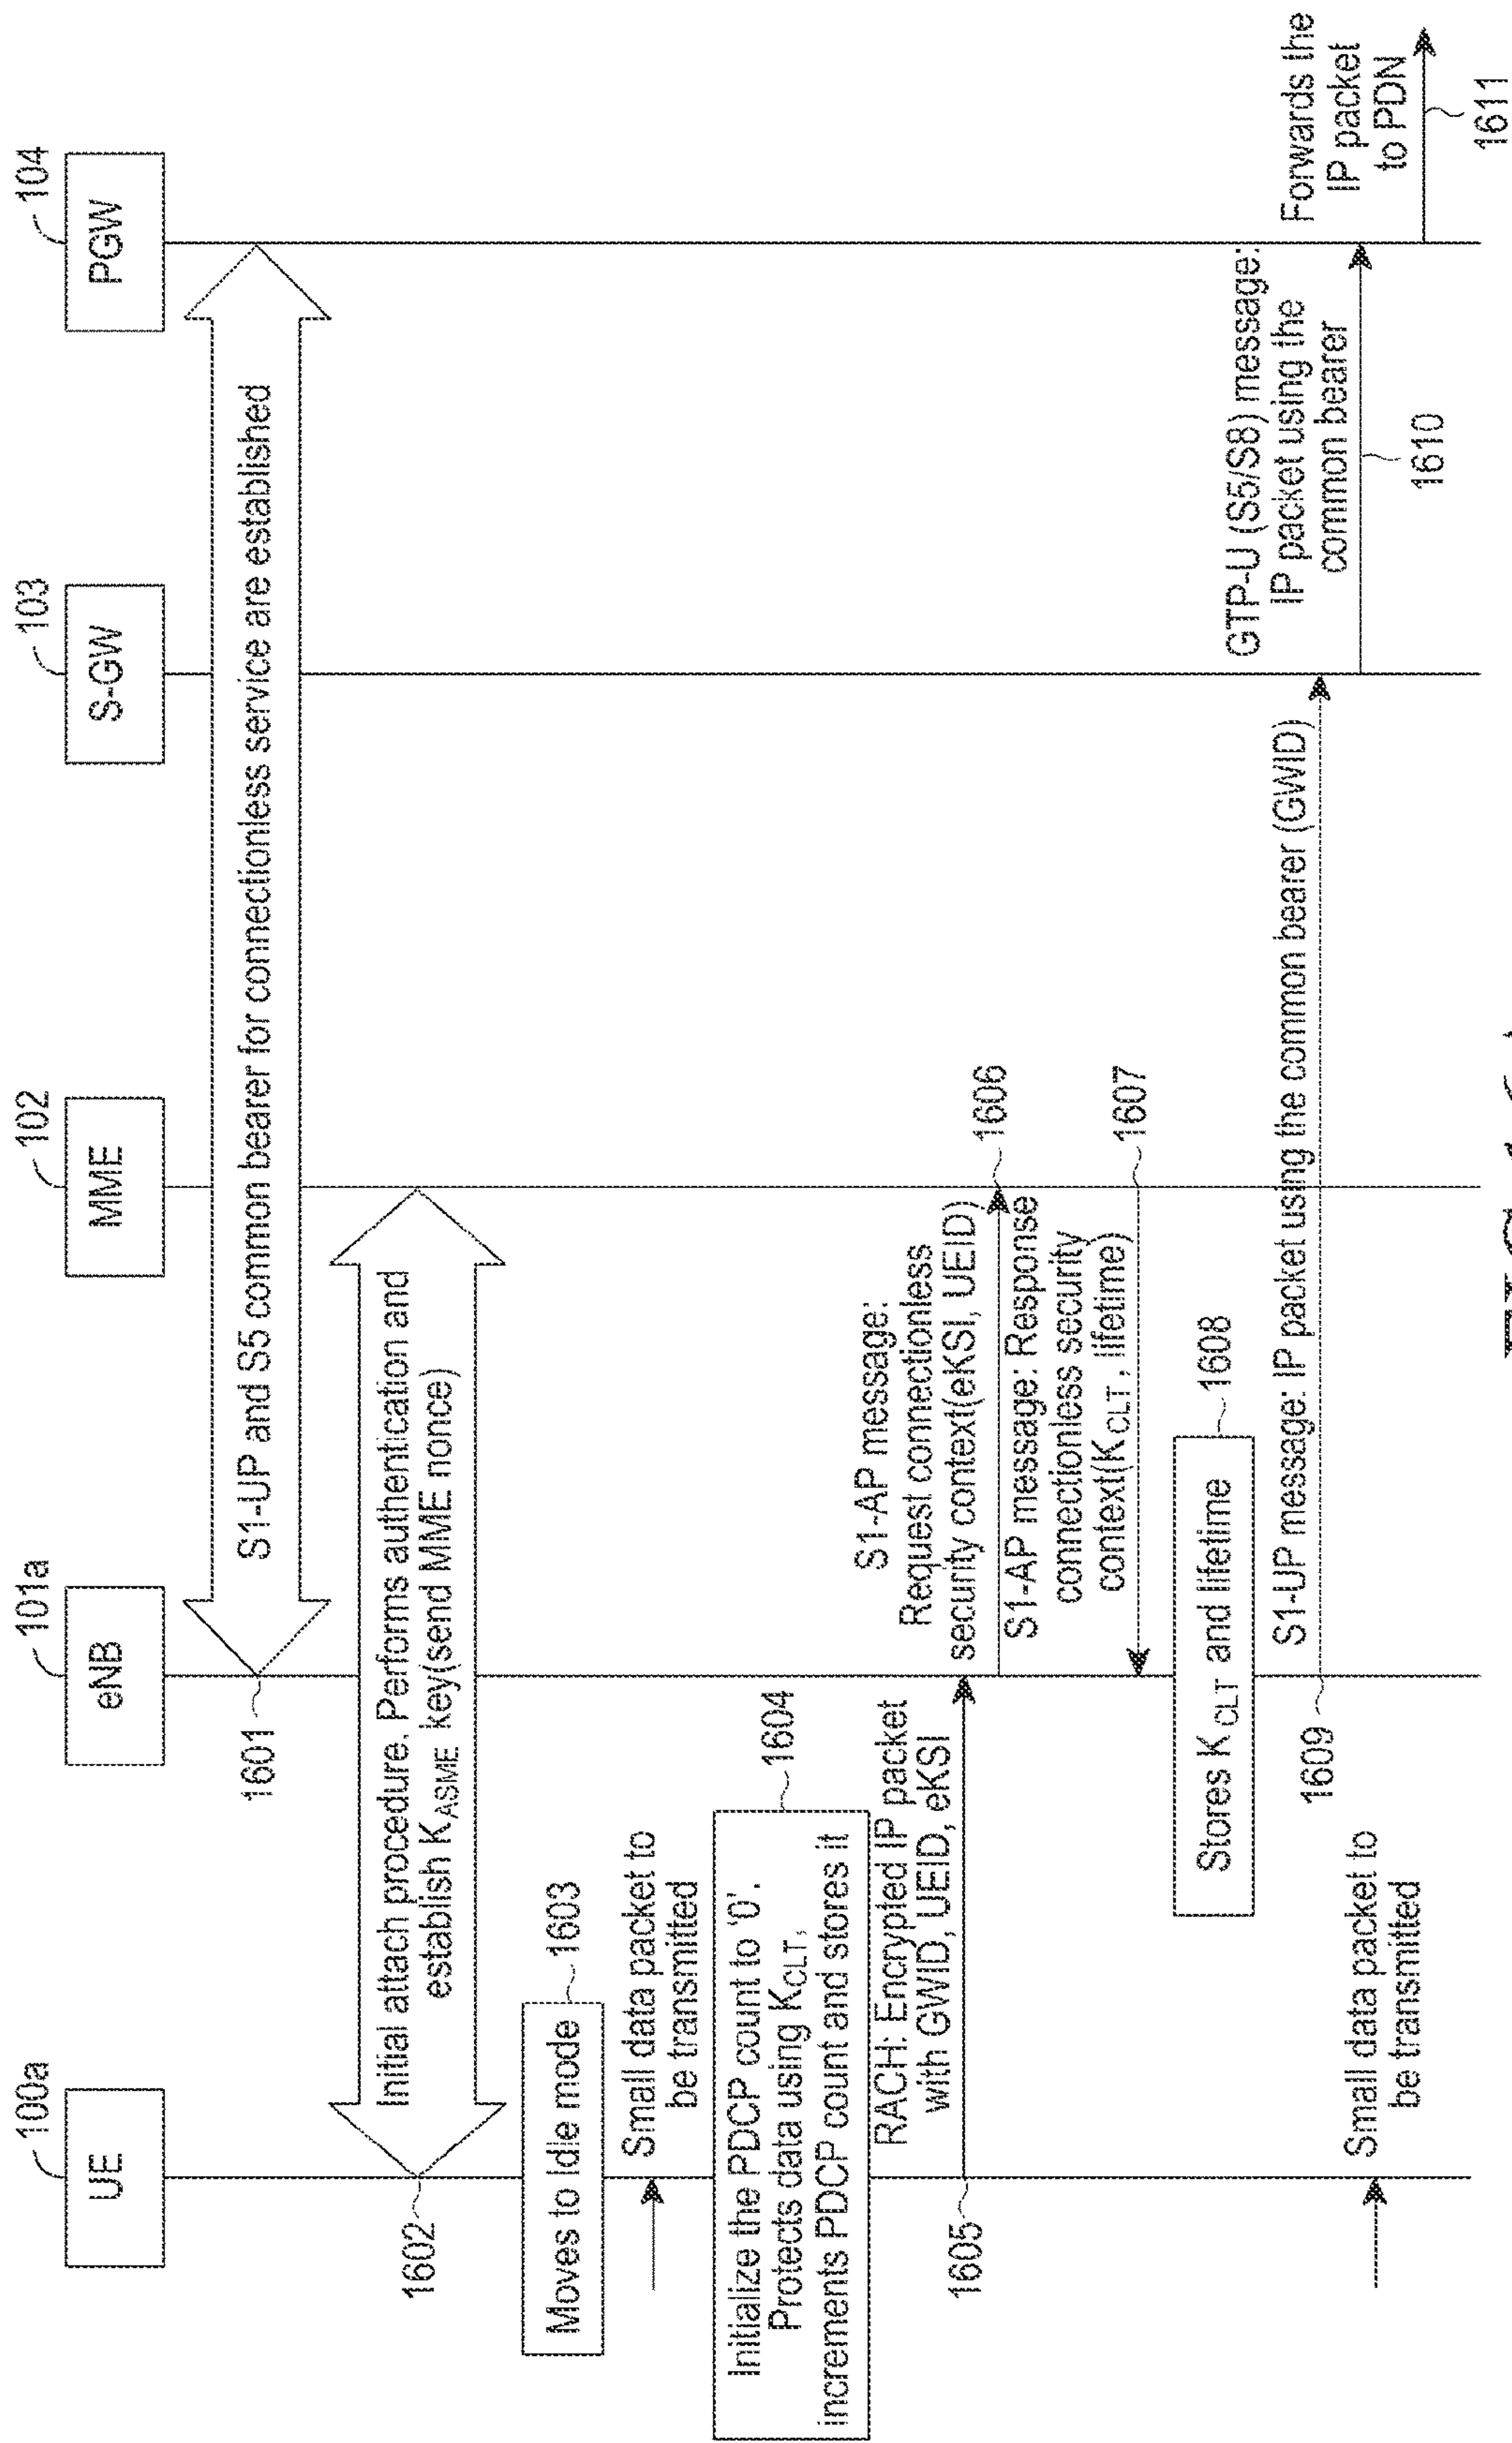 100a
101a
102
103
104
UE
eNB
MME
S-GW
PGW
S1-UP and S5 common bearer for connectionless service are established
1601
Initial attach procedure. Performs authentication and
establish KASME key(send MME nonce)
1602
Moves to Idle mode
1603
Small data packet to
be transmitted
Initialize the PDCP count to '0'.
Protects data using KCLT,
increments PDCP count and stores it
1604
RACH: Encrypted IP packet
with GWID, UEID, eKSI
1605
S1-AP message:
Request connectionless
security context(eKSI, UEID)
1606
S1-AP message: Response
connectionless security
context(KCLT, lifetime)
1607
Stores KCLT and lifetime
1608
S1-UP message: IP packet using the common bearer (GWID)
1609
GTP-U (S5/S8) message:
IP packet using the
common bearer
1610
Forwards the
IP packet
to PDN
1611
Small data packet to
be transmitted